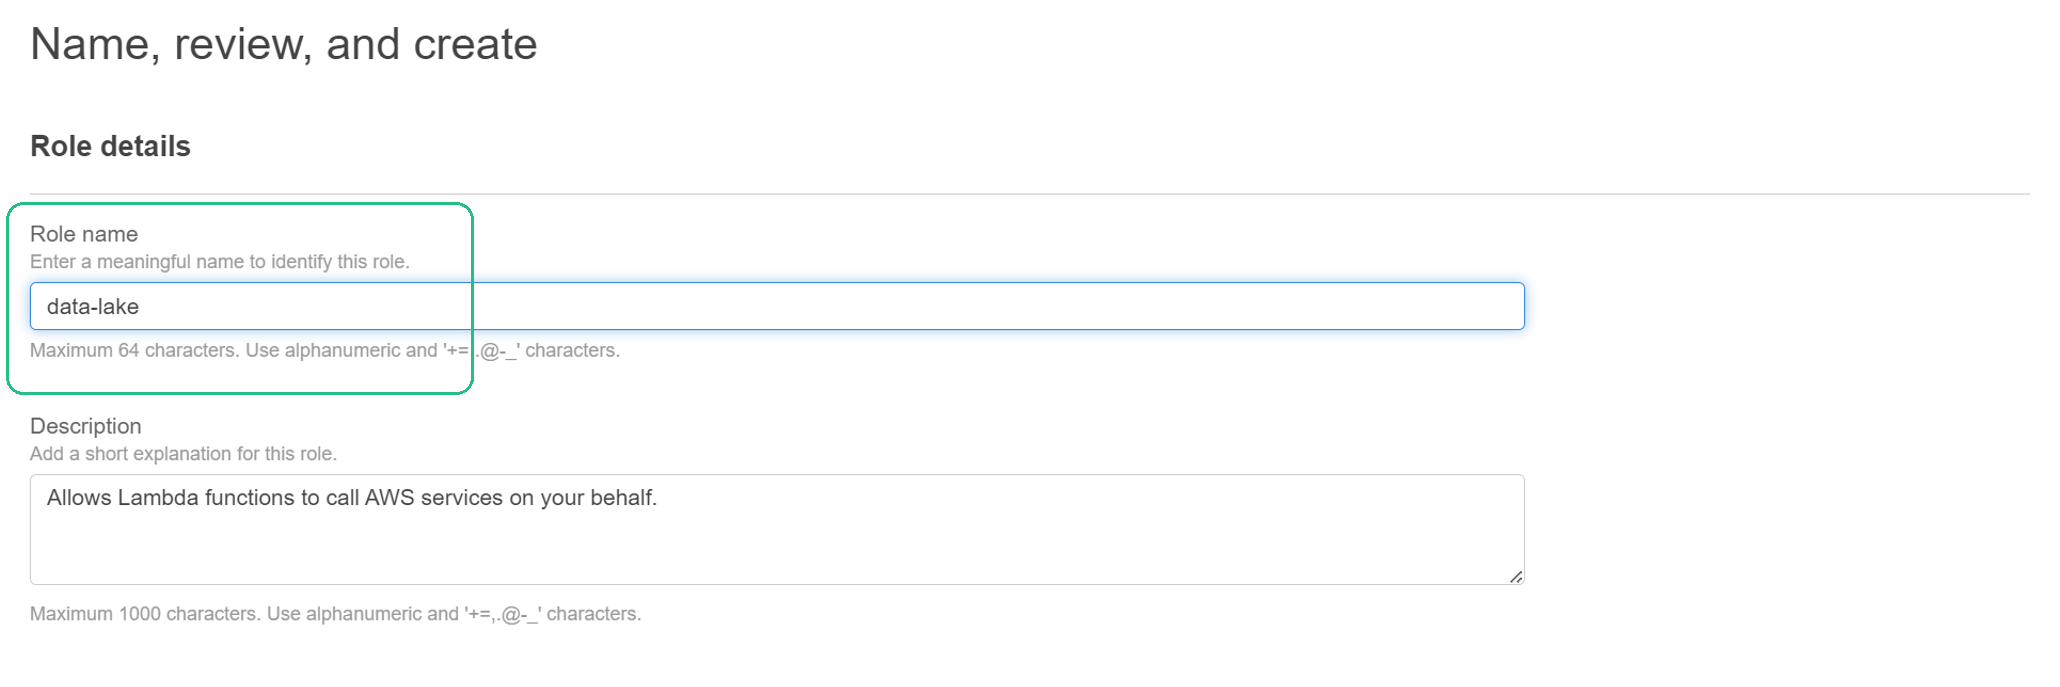 Name, review, and create
Role details
Role name
Enter a meaningful name to identify this role.
data-lake
Maximum 64 characters. Use alphanumeric and '+=,.@-_' characters.
Description
Add a short explanation for this role.
Allows Lambda functions to call AWS services on your behalf.
Maximum 1000 characters. Use alphanumeric and '+=,.@-_' characters.